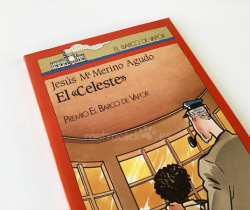 EL BARCO DE VAPOR
Jesús Mª Merino Agudo
El «Celeste»
PREMIO EL BARCO DE VAPOR